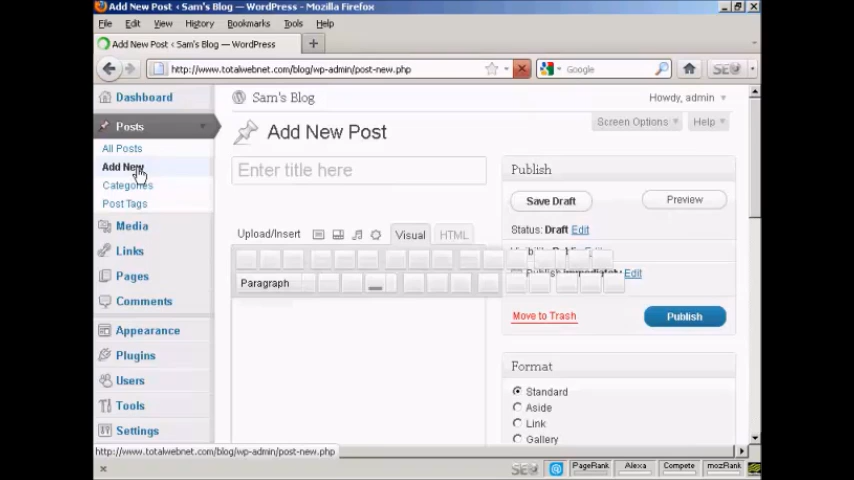 Add New Post ‹ Sam's Blog — WordPress - Mozilla Firefox
File Edit View History Bookmarks Tools Help
Add New Post ‹ Sam's Blog — WordPress
http://www.totalwebnet.com/blog/wp-admin/post-new.php
Google
SEO
Dashboard
Sam's Blog
Howdy, admin
Posts
Screen Options
Help
Add New Post
All Posts
Add New
Categories
Post Tags
Enter title here
Publish
Save Draft
Preview
Status: Draft Edit
Upload/Insert
Visual
HTML
Publish immediately Edit
Paragraph
Move to Trash
Publish
Media
Links
Pages
Comments
Appearance
Plugins
Users
Tools
Settings
Format
Standard
Aside
Link
Gallery
http://www.totalwebnet.com/blog/wp-admin/post-new.php
SEO
PageRank
Alexa
Compete
mozRank